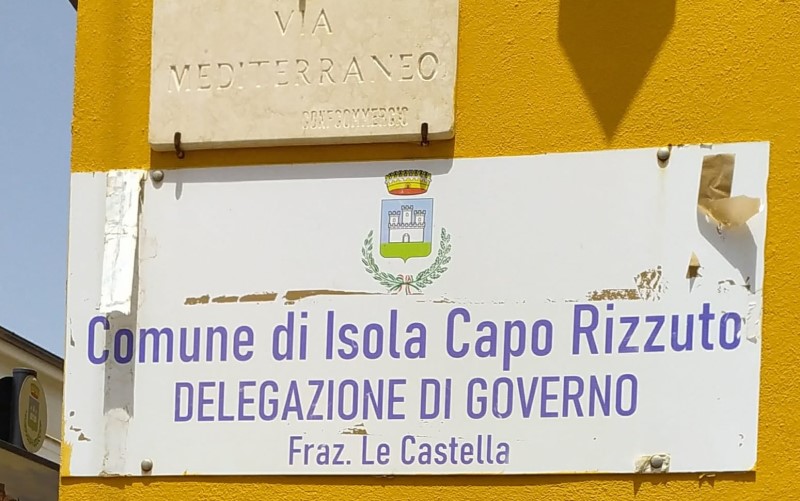 VIA
MEDITERRANEO
CONFCOMMERCIO
Comune di Isola Capo Rizzuto
DELEGAZIONE DI GOVERNO
Fraz. Le Castella